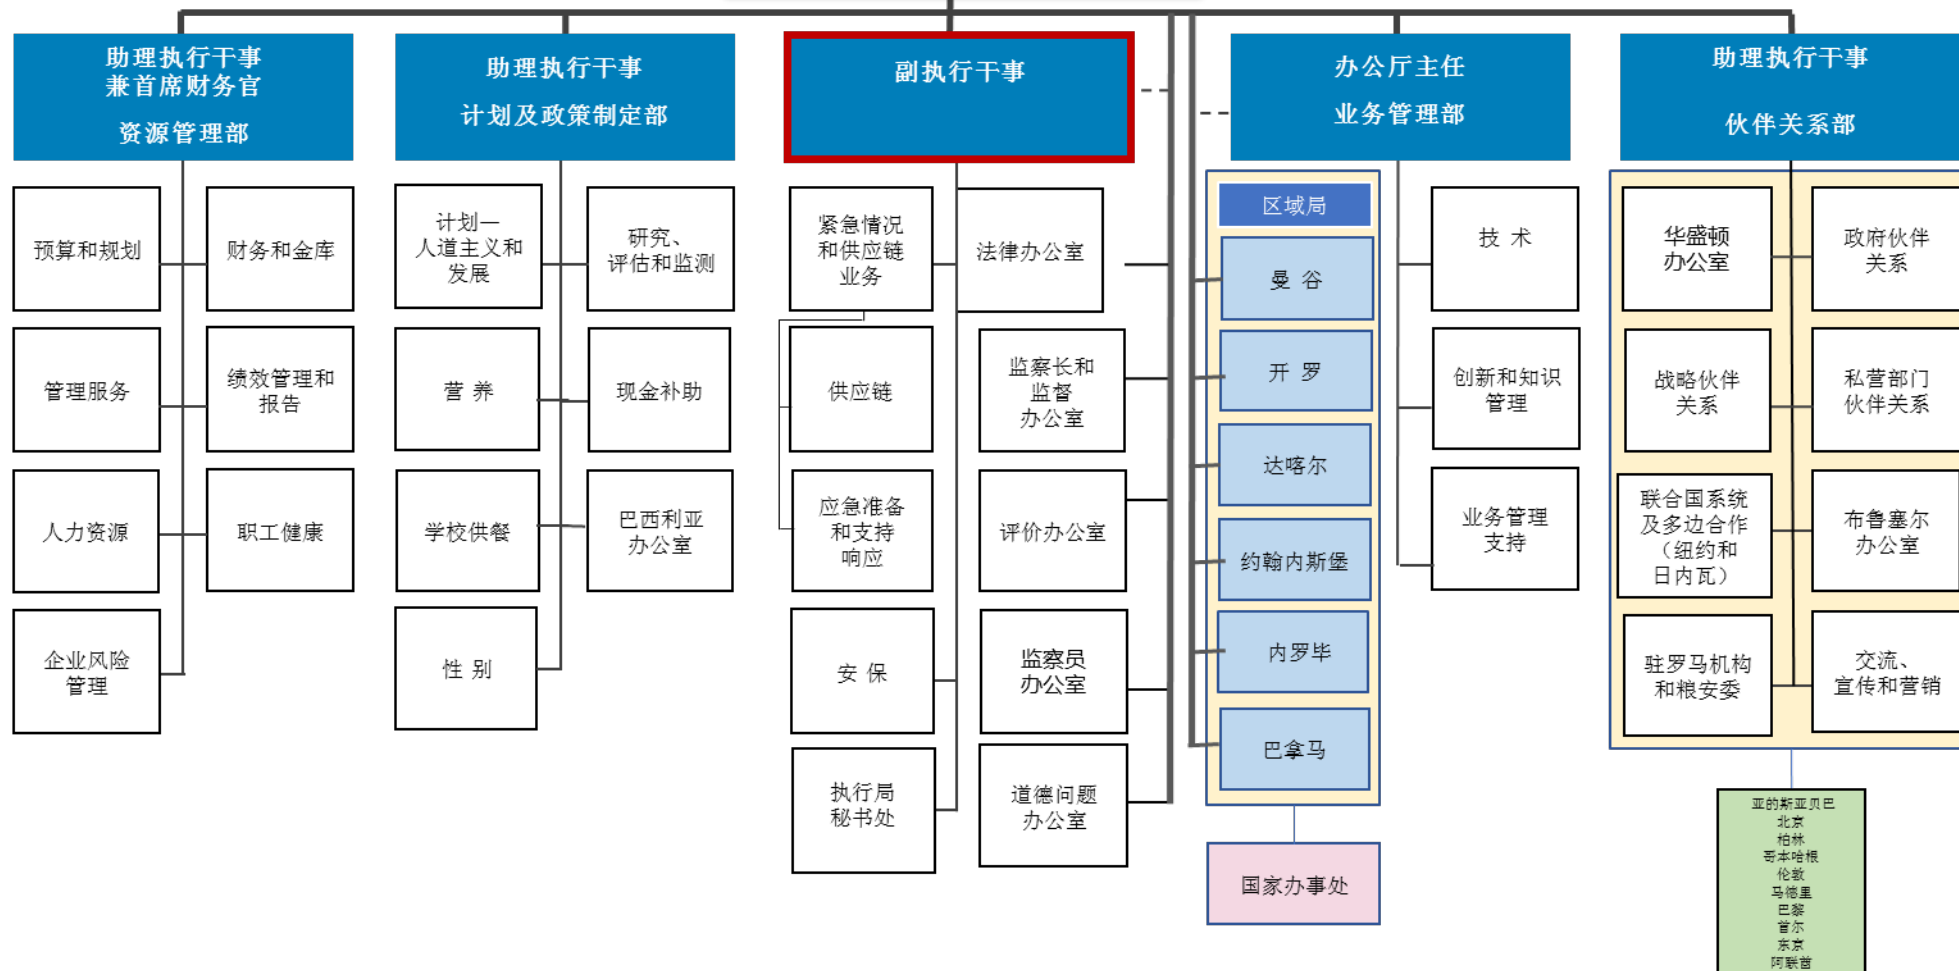 助理执行干事
兼首席财务官
资源管理部
助理执行干事
计划及政策制定部
副执行干事
办公厅主任
业务管理部
助理执行干事
伙伴关系部
预算和规划
财务和金库
管理服务
绩效管理和
报告
人力资源
职工健康
企业风险
管理
计划—
人道主义和
发展
研究、
评估和监测
营 养
现金补助
学校供餐
巴西利亚
办公室
性 别
紧急情况
和供应链
业务
法律办公室
供应链
监察长和
监督
办公室
应急准备
和支持
响应
评价办公室
安 保
监察员
办公室
执行局
秘书处
道德问题
办公室
区域局
曼 谷
开 罗
达喀尔
约翰内斯堡
内罗毕
巴拿马
国家办事处
技 术
创新和知识
管理
业务管理
支持
华盛顿
办公室
政府伙伴
关系
战略伙伴
关系
私营部门
伙伴关系
联合国系统
及多边合作
（纽约和
日内瓦）
布鲁塞尔
办公室
驻罗马机构
和粮安委
交流、
宣传和营销
亚的斯亚贝巴
北京
柏林
哥本哈根
伦敦
马德里
巴黎
首尔
东京
阿联酋